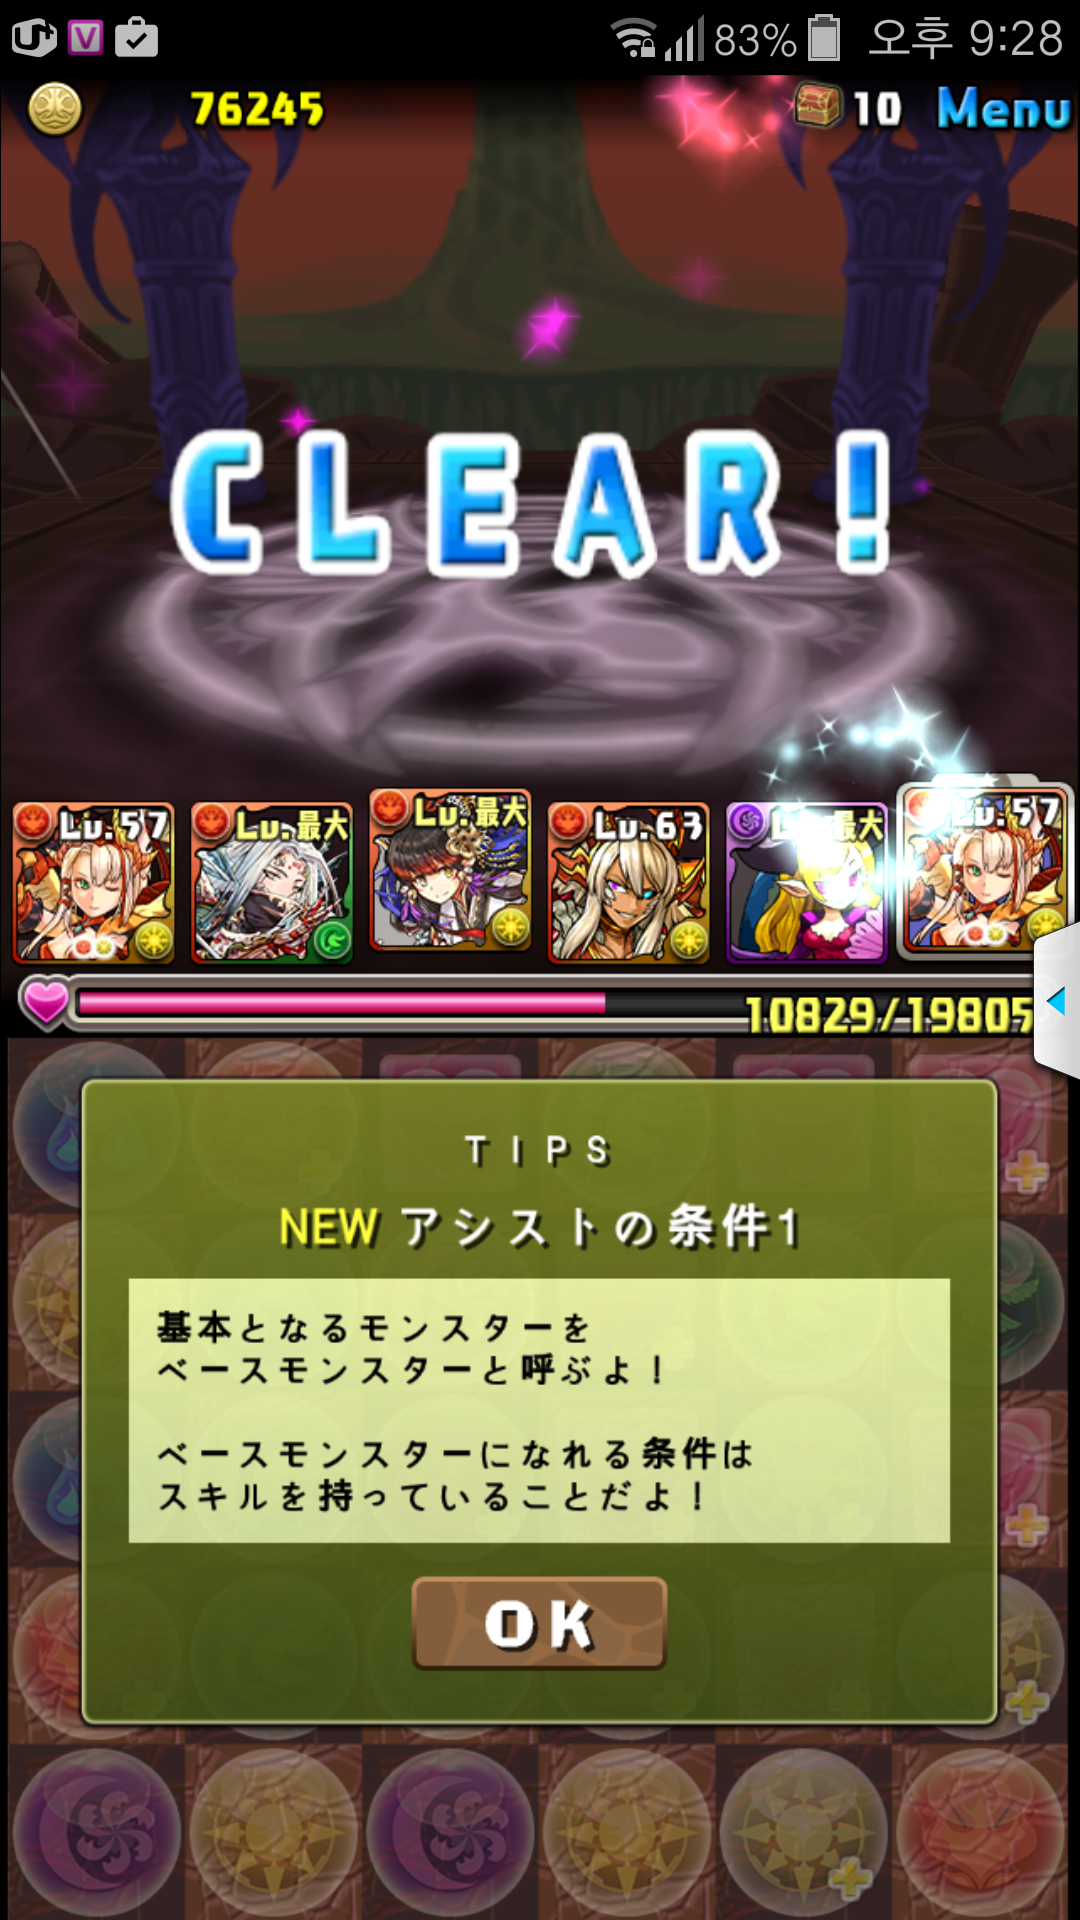 U+ V 83% 오후 9:28
76245 10 Menu
CLEAR!
Lv.57 Lv.最大 Lv.最大 Lv.63 Lv.最大 Lv.57
10829/19805
TIPS
NEW アシストの条件1
基本となるモンスターを
ベースモンスターと呼ぶよ！
ベースモンスターになれる条件は
スキルを持っていることだよ！
OK